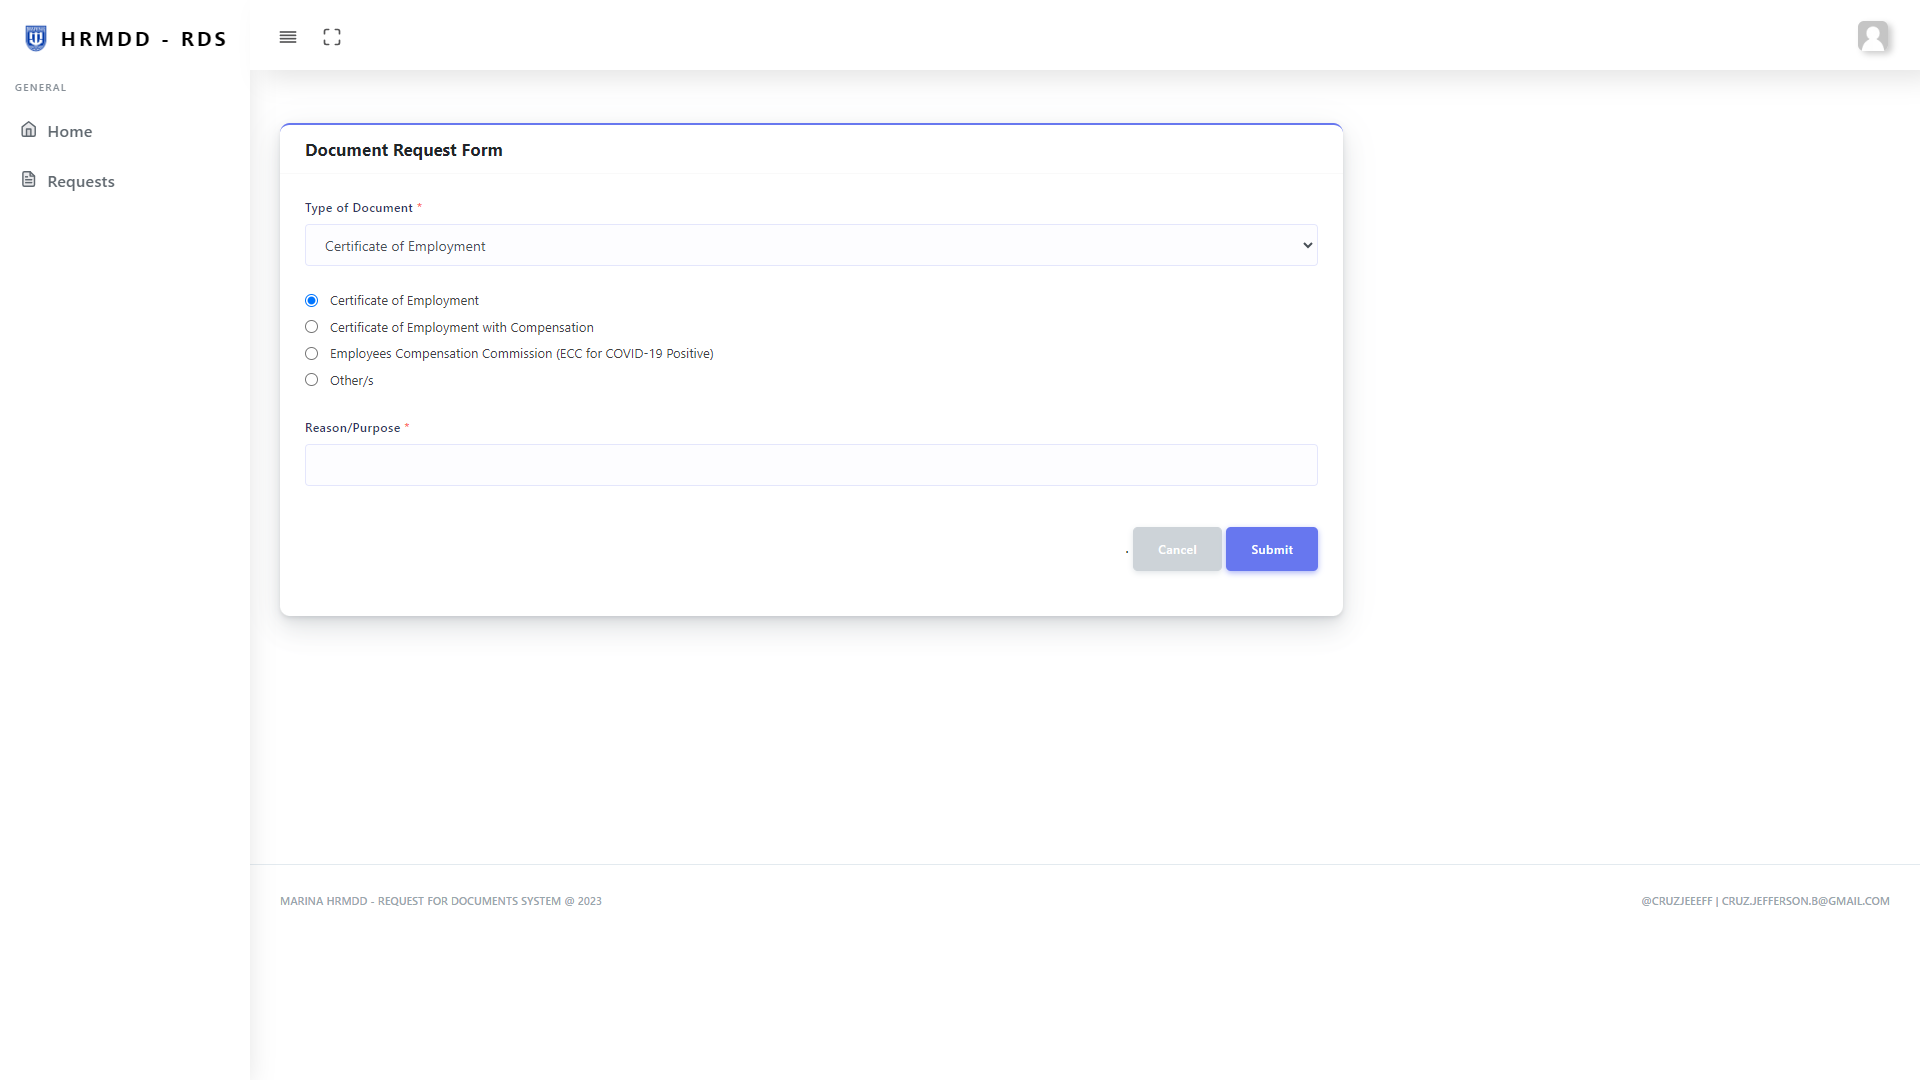 HRMDD - RDS
GENERAL
Home
Requests
Document Request Form
Type of Document *
Certificate of Employment
Certificate of Employment
Certificate of Employment with Compensation
Employees Compensation Commission (ECC for COVID-19 Positive)
Other/s
Reason/Purpose *
. Cancel Submit
MARINA HRMDD - REQUEST FOR DOCUMENTS SYSTEM @ 2023
@CRUZJEEEFF | CRUZ.JEFFERSON.B@GMAIL.COM